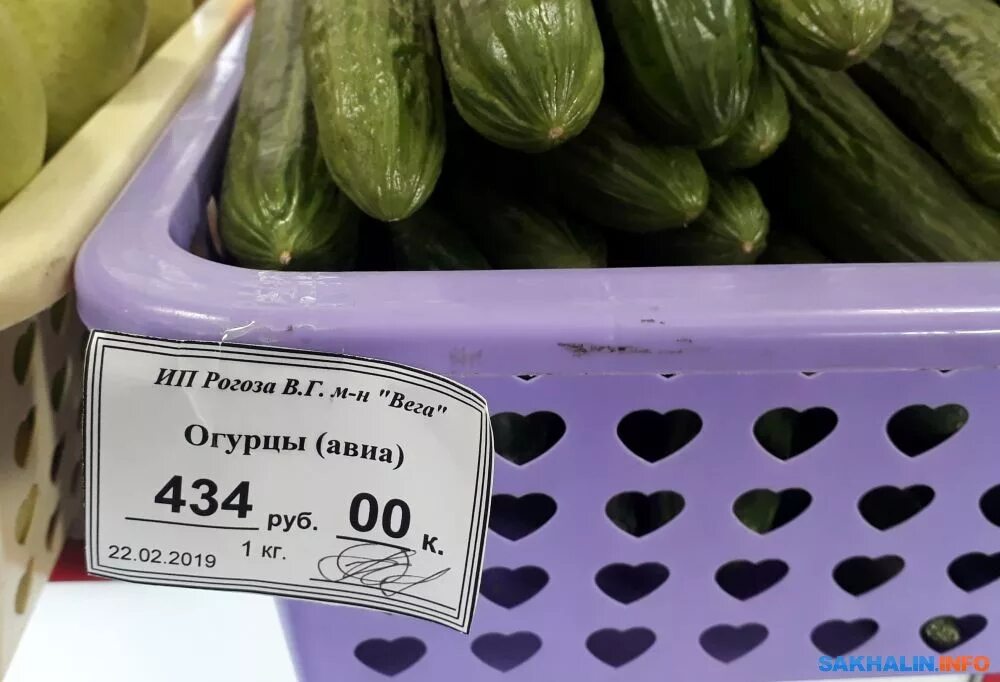 ИП Рогоза В.Г. м-н "Вега"
Огурцы (авиа)
434 руб. 00 к.
22.02.2019 1 кг.
SAKHALIN.INFO